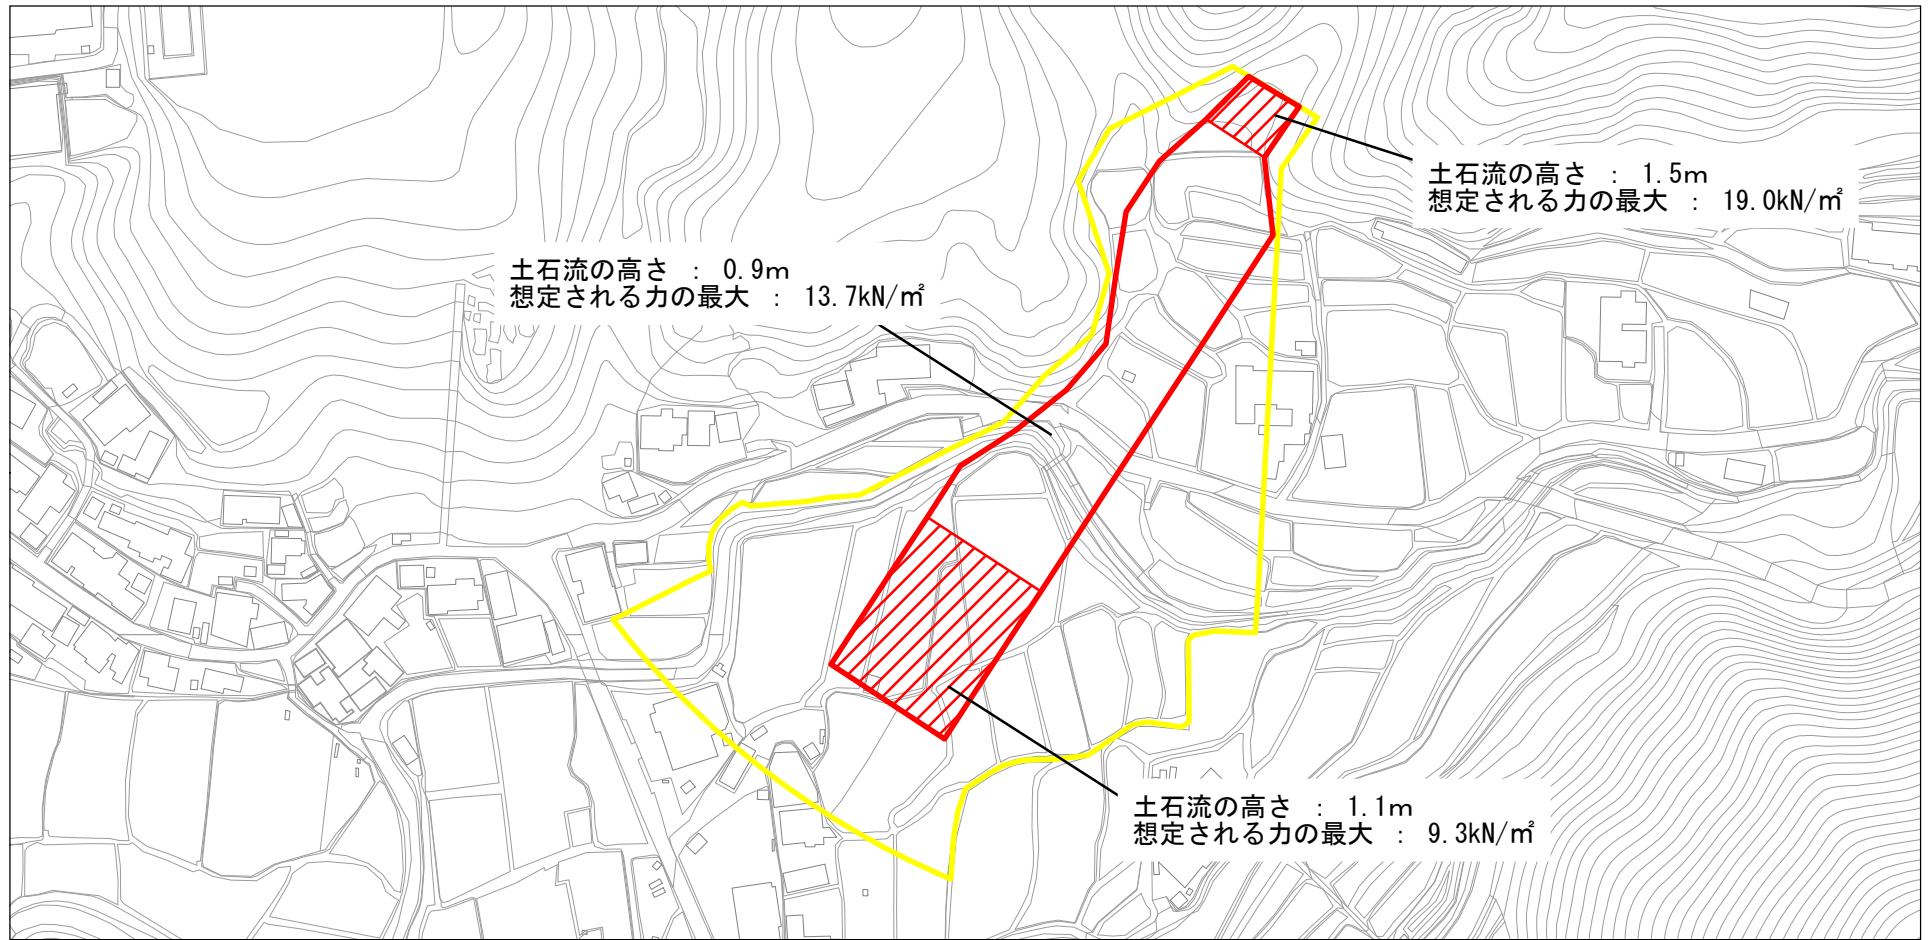 土石流の高さ : 1.5m
想定される力の最大 : 19.0kN/㎡
土石流の高さ : 0.9m
想定される力の最大 : 13.7kN/㎡
土石流の高さ : 1.1m
想定される力の最大 : 9.3kN/㎡